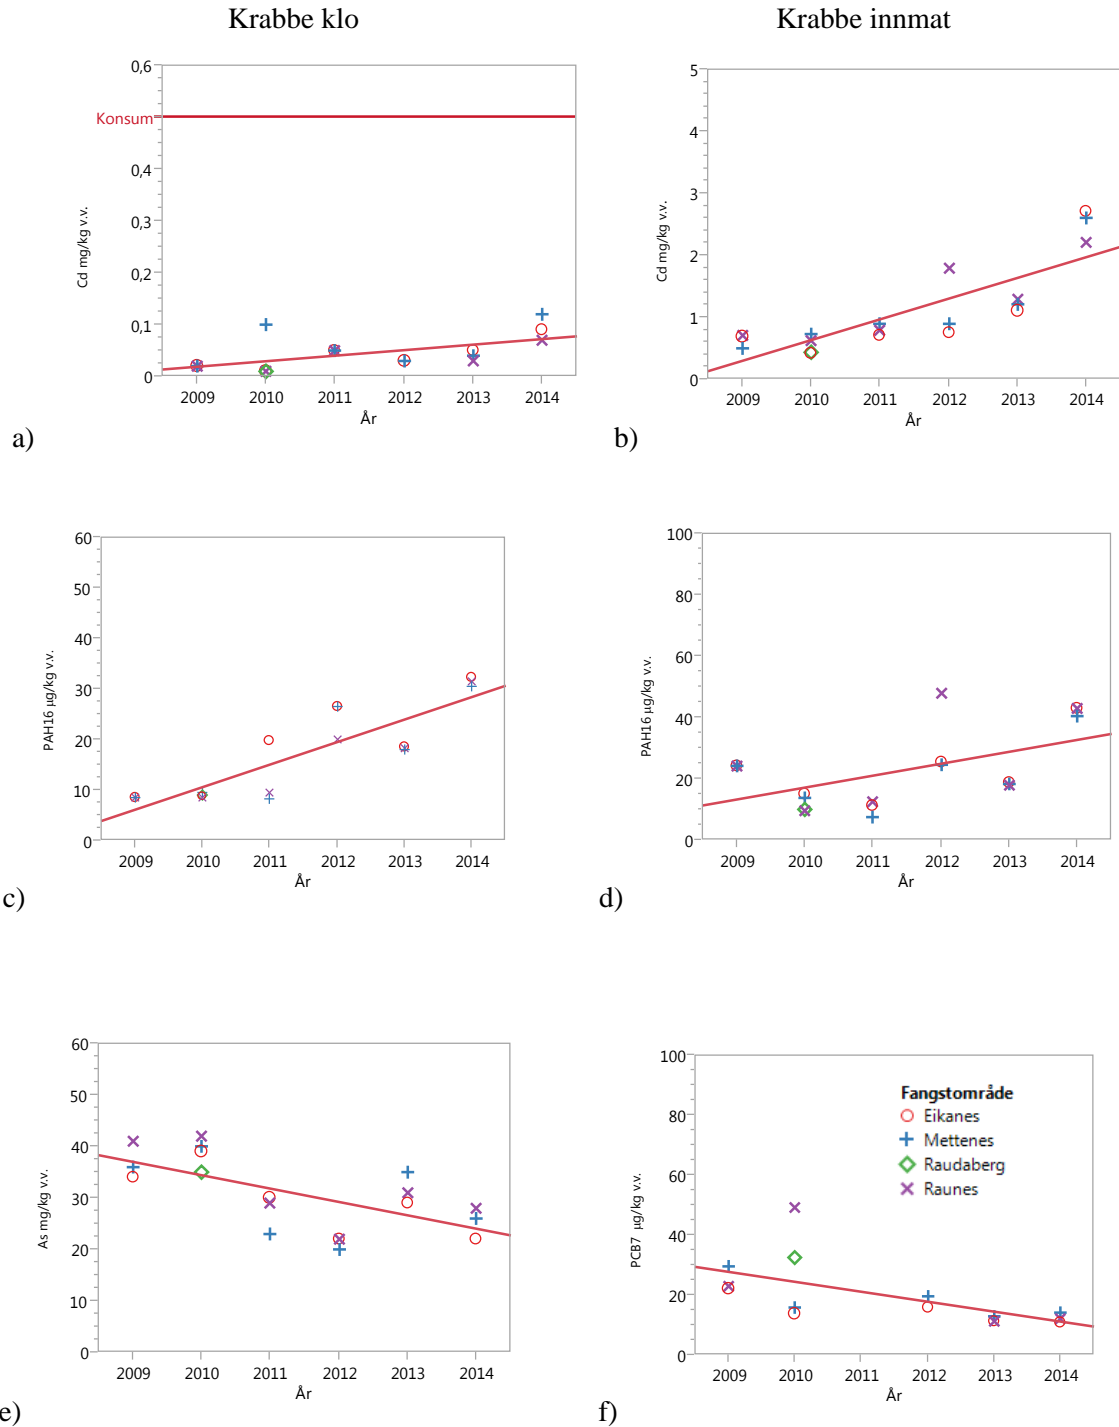 Krabbe klo
Krabbe innmat
0,6
Konsum
0,4
0,3
0,2
0,1
0
Cd mg/kg v.v.
2009 2010 2011 2012 2013 2014
År
a)
5
4
3
2
1
0
Cd mg/kg v.v.
2009 2010 2011 2012 2013 2014
År
b)
60
50
40
30
20
10
0
PAH16 µg/kg v.v.
2009 2010 2011 2012 2013 2014
År
c)
100
80
60
40
20
0
PAH16 µg/kg v.v.
2009 2010 2011 2012 2013 2014
År
d)
60
50
40
30
20
10
0
As mg/kg v.v.
2009 2010 2011 2012 2013 2014
År
e)
100
80
60
40
20
0
PCB7 µg/kg v.v.
Fangstområde
Eikanes
Mettenes
Raudaberg
Raunes
2009 2010 2011 2012 2013 2014
År
f)